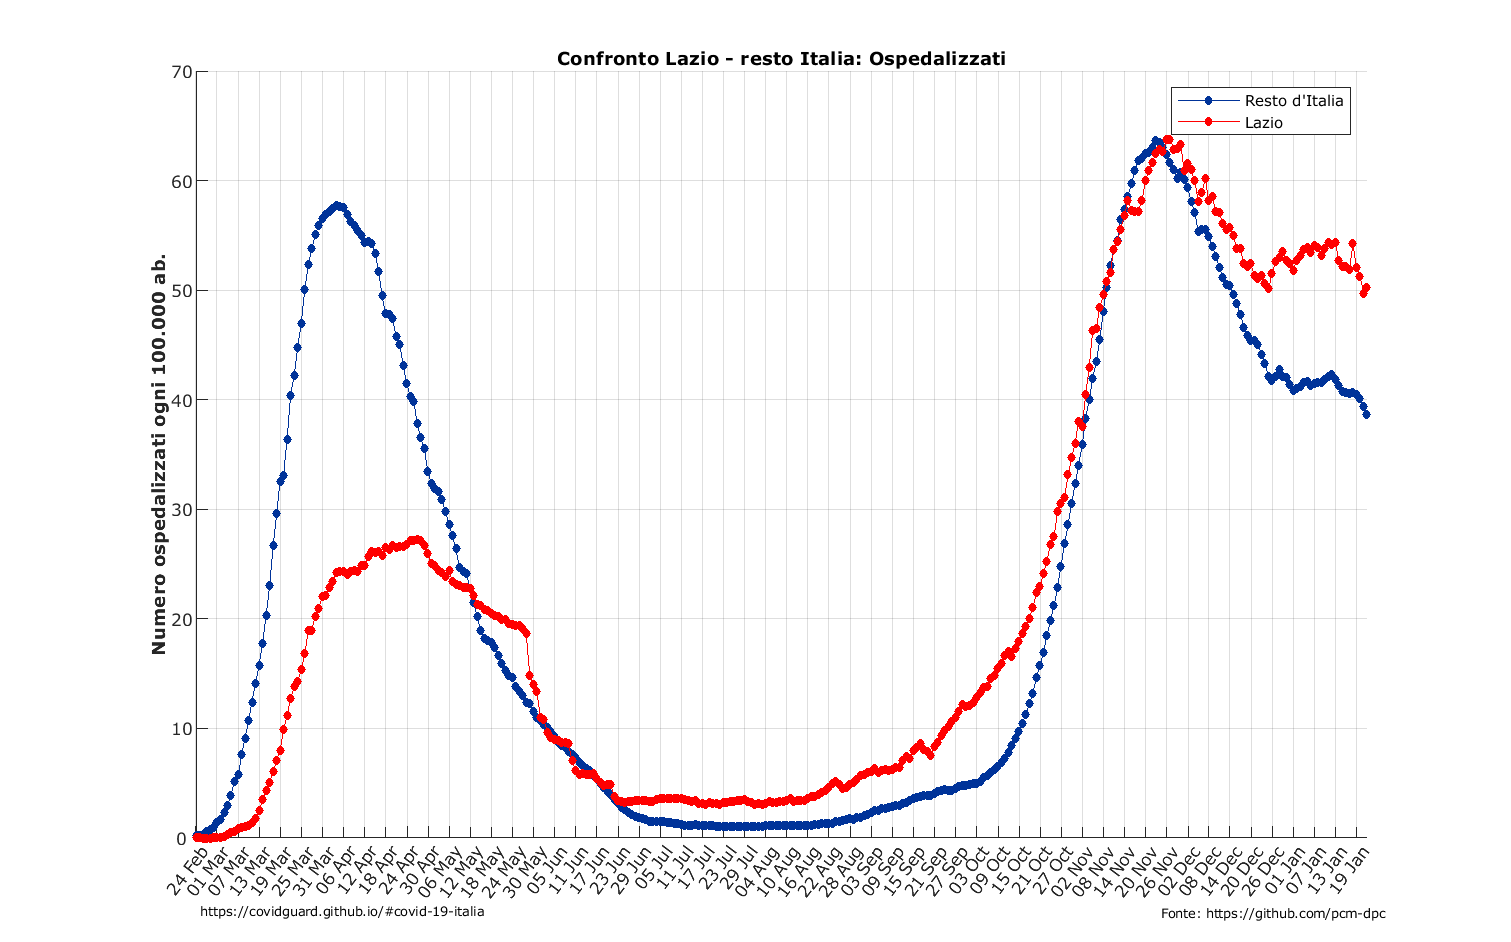 Confronto Lazio - resto Italia: Ospedalizzati
Numero ospedalizzati ogni 100.000 ab.
70
60
50
40
30
20
10
0
Resto d'Italia
Lazio
24 Feb
01 Mar
07 Mar
13 Mar
19 Mar
25 Mar
31 Mar
06 Apr
12 Apr
18 Apr
24 Apr
30 Apr
06 May
12 May
18 May
24 May
30 May
05 Jun
11 Jun
17 Jun
23 Jun
29 Jun
05 Jul
11 Jul
17 Jul
23 Jul
29 Jul
04 Aug
10 Aug
16 Aug
22 Aug
28 Aug
03 Sep
09 Sep
15 Sep
21 Sep
27 Sep
03 Oct
09 Oct
15 Oct
21 Oct
27 Oct
02 Nov
08 Nov
14 Nov
20 Nov
26 Nov
02 Dec
08 Dec
14 Dec
20 Dec
26 Dec
01 Jan
07 Jan
13 Jan
19 Jan
https://covidguard.github.io/#covid-19-italia
Fonte: https://github.com/pcm-dpc